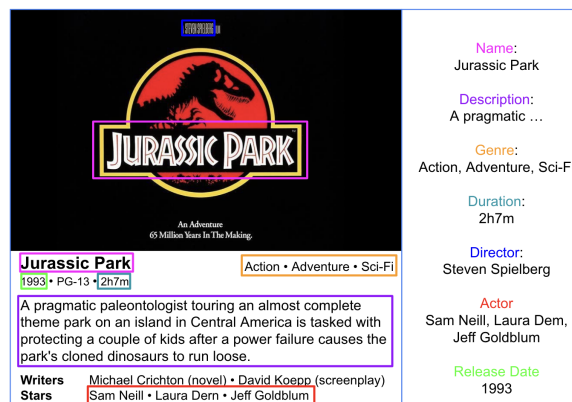 STEVEN SPIELBERG
JURASSIC PARK
An Adventure
65 Million Years In The Making.
Jurassic Park
Action • Adventure • Sci-Fi
1993 • PG-13 • 2h7m
A pragmatic paleontologist touring an almost complete
theme park on an island in Central America is tasked with
protecting a couple of kids after a power failure causes the
park's cloned dinosaurs to run loose.
Writers Michael Crichton (novel) • David Koepp (screenplay)
Stars Sam Neill • Laura Dern • Jeff Goldblum
Name:
Jurassic Park
Description:
A pragmatic …
Genre:
Action, Adventure, Sci-F
Duration:
2h7m
Director:
Steven Spielberg
Actor
Sam Neill, Laura Dem,
Jeff Goldblum
Release Date
1993